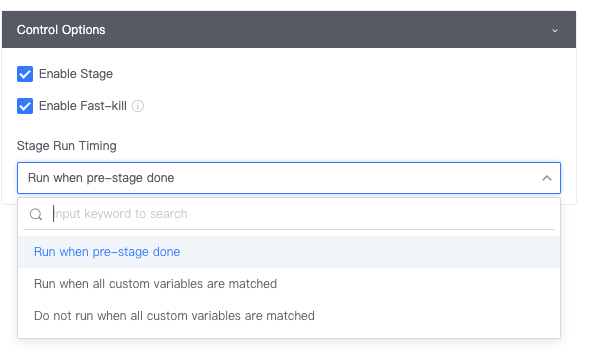 Control Options
Enable Stage
Enable Fast-kill
Stage Run Timing
Run when pre-stage done
Input keyword to search
Run when pre-stage done
Run when all custom variables are matched
Do not run when all custom variables are matched